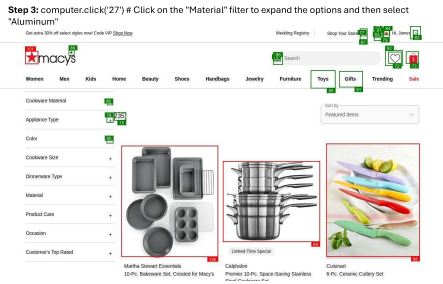 Step 3: computer.click('27') # Click on the "Material" filter to expand the options and then select
"Aluminum"
Get extra 30% off select styles now! Code VIP Shop Now
Wedding Registry
Shop Your Store
Hi, James
macys
Search
Women Men Kids Home Beauty Shoes Handbags Jewelry Furniture Toys Gifts Trending Sale
Cookware Material
Sort By
Featured Items
Appliance Type
Color
Cookware Size +
Dinnerware Type +
Material +
Product Care +
Occasion +
Customer's Top Rated +
Limited-Time Special
Martha Stewart Essentials
10-Pc. Bakeware Set, Created for Macy's
Calphalon
Premier 10-Pc. Space-Saving Stainless
Cuisinart
6-Pc. Ceramic Cutlery Set